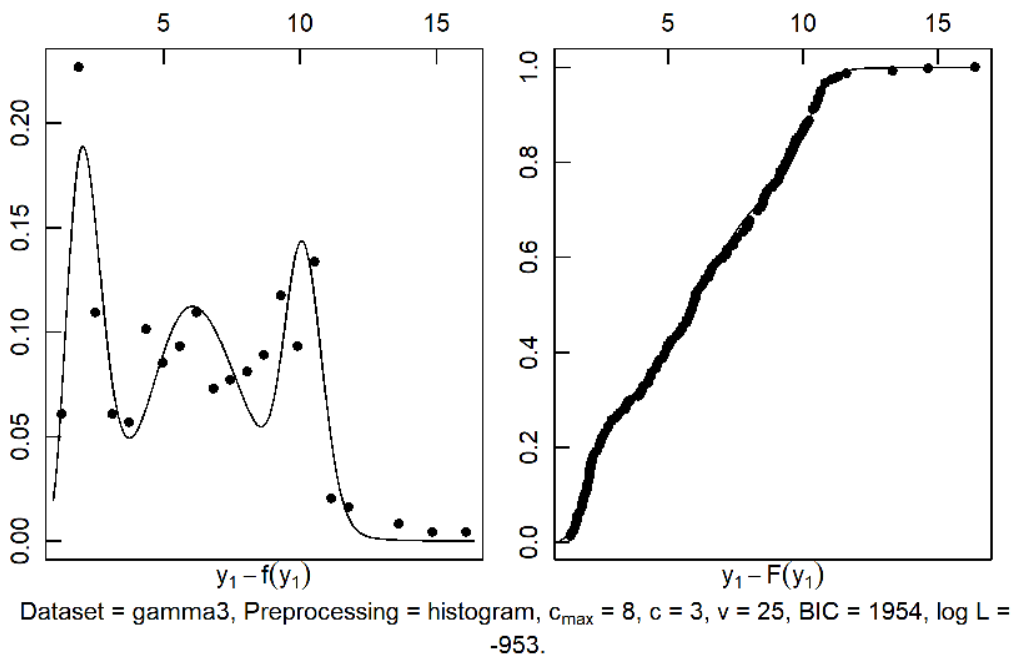 5 10 15
0.00 0.05 0.10 0.15 0.20
y₁ – f(y₁)
5 10 15
0.0 0.2 0.4 0.6 0.8 1.0
y₁ – F(y₁)
Dataset = gamma3, Preprocessing = histogram, cₘₐₓ = 8, c = 3, v = 25, BIC = 1954, log L =
-953.